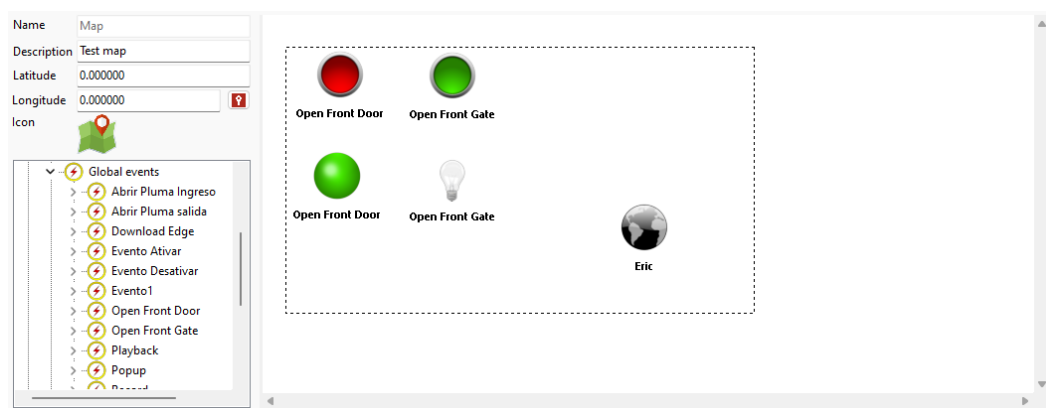 Name Map
Description Test map
Latitude 0.000000
Longitude 0.000000
Icon
Global events
Abrir Pluma Ingreso
Abrir Pluma salida
Download Edge
Evento Ativar
Evento Desativar
Evento1
Open Front Door
Open Front Gate
Playback
Popup
Open Front Door Open Front Gate
Open Front Door Open Front Gate
Eric